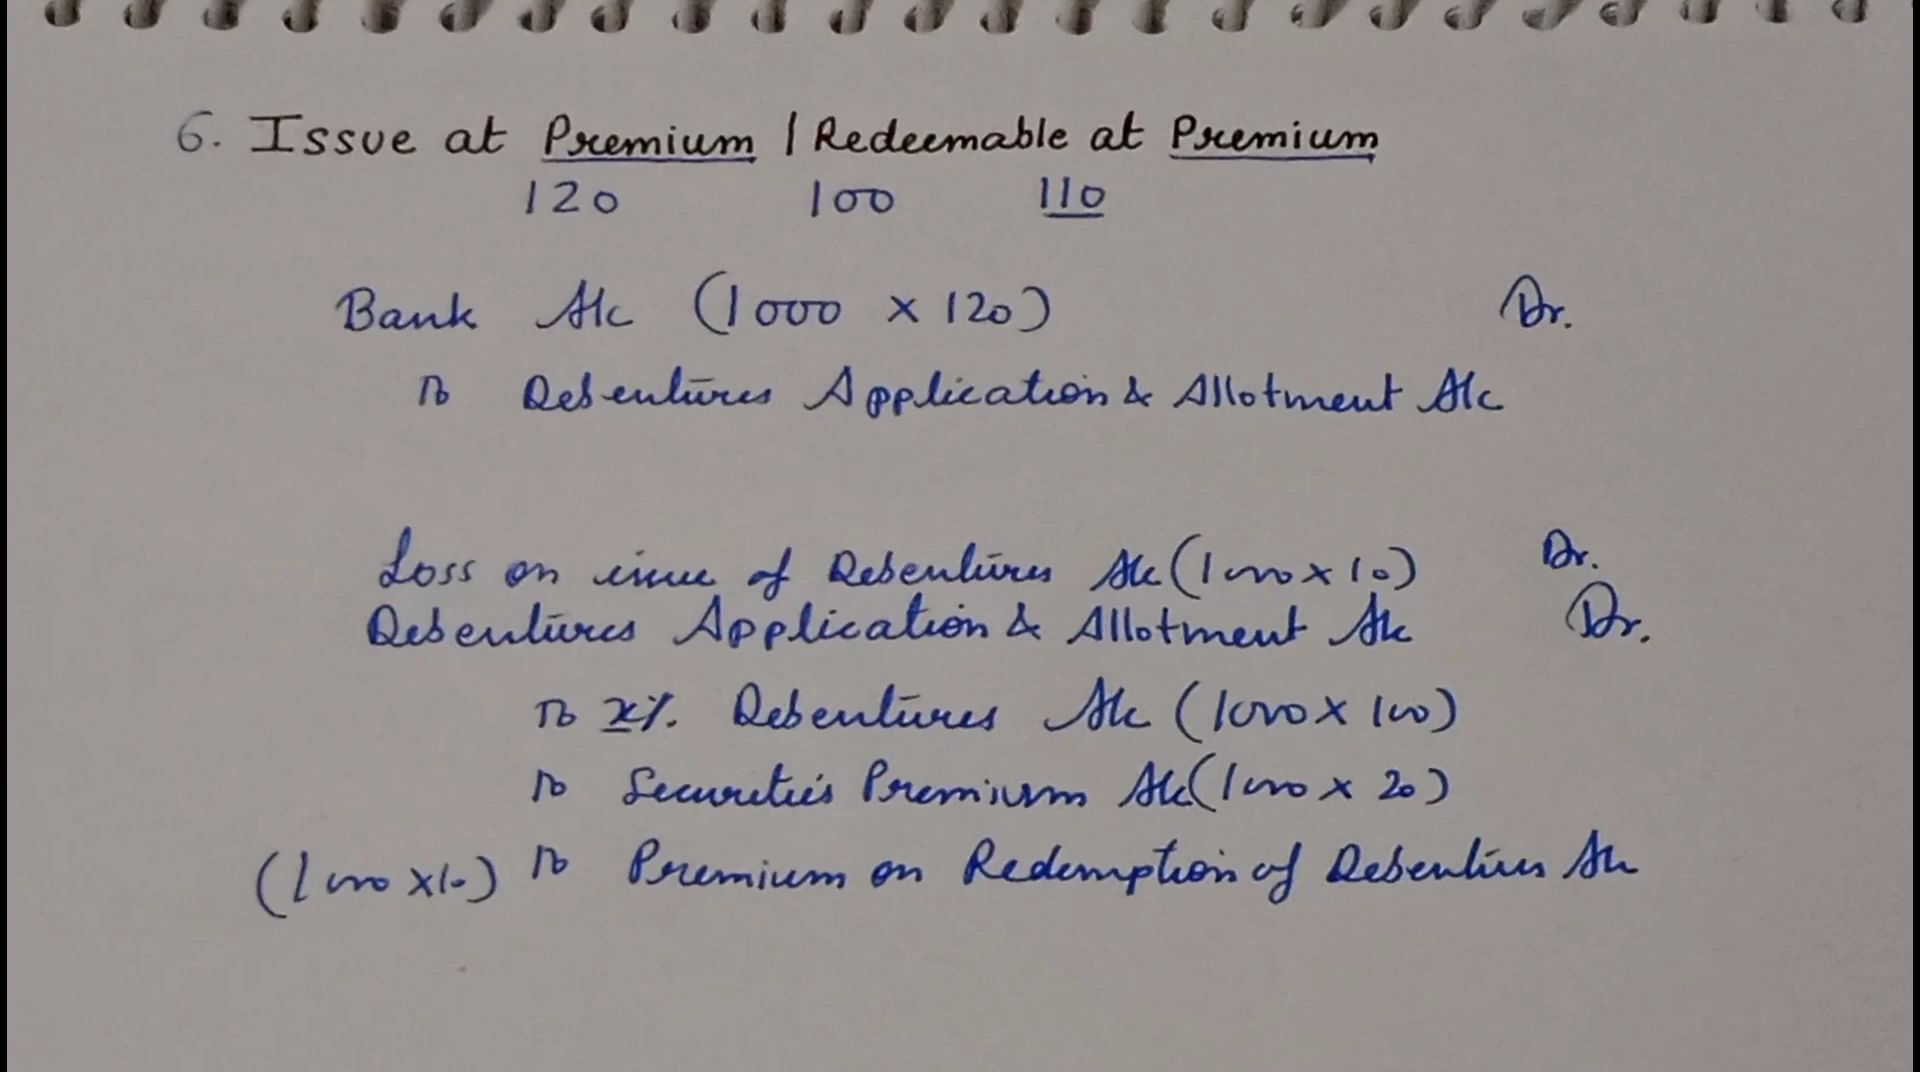 6. Issue at Premium | Redeemable at Premium
120 100 110
Bank A/c (1000 x 120) Dr.
To Debentures Application & Allotment A/c
Loss on issue of Debentures A/c (1000 x 10) Dr.
Debentures Application & Allotment A/c Dr.
To x%. Debentures A/c (1000 x 100)
To Securities Premium A/c (1000 x 20)
(1000 x 10) To Premium on Redemption of Debentures A/c